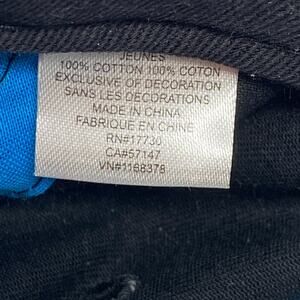 JEUNES
100% COTTON 100% COTON
EXCLUSIVE OF DECORATION
SANS LES DECORATIONS
MADE IN CHINA
FABRIQUE EN CHINE
RN#17730
CA#57147
VN#1168378